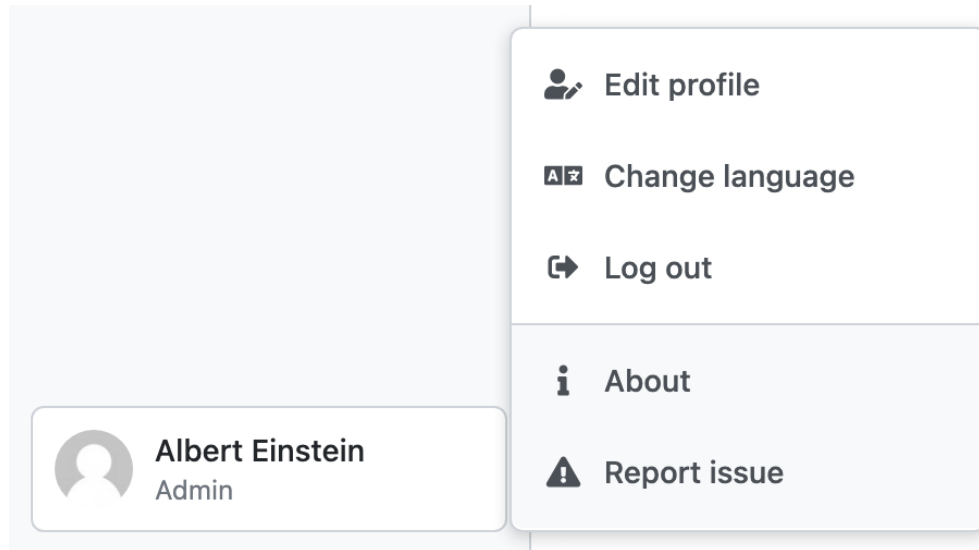 Edit profile
Change language
Log out
About
Report issue
Albert Einstein
Admin